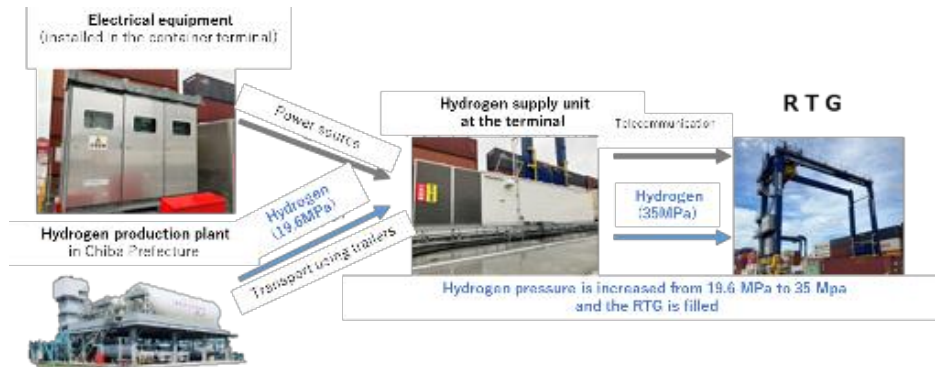 Electrical equipment
(installed in the container terminal)
Power source
Hydrogen production plant
in Chiba Prefecture
Hydrogen
(19.6MPa)
Transport using trailers
Hydrogen supply unit
at the terminal
Telecommunication
Hydrogen
(35MPa)
RTG
Hydrogen pressure is increased from 19.6 MPa to 35 Mpa
and the RTG is filled